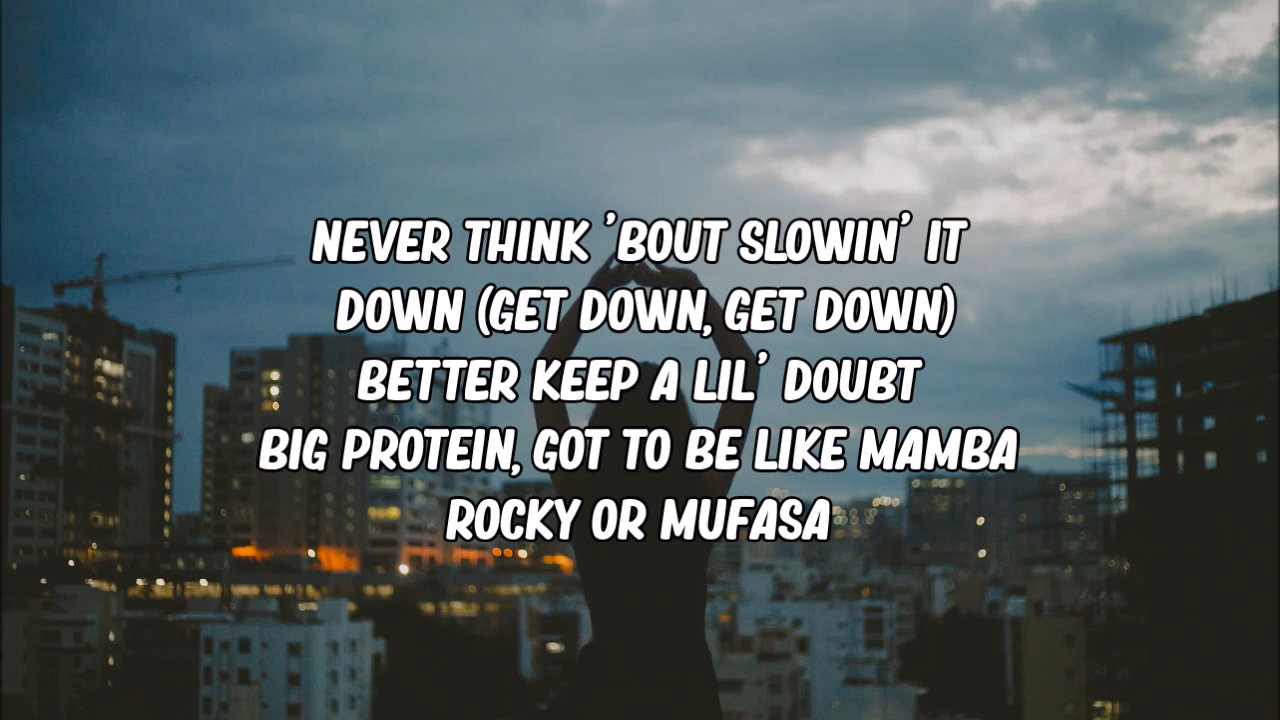 NEVER THINK 'BOUT SLOWIN' IT
DOWN (GET DOWN, GET DOWN)
BETTER KEEP A LIL' DOUBT
BIG PROTEIN, GOT TO BE LIKE MAMBA
ROCKY OR MUFASA